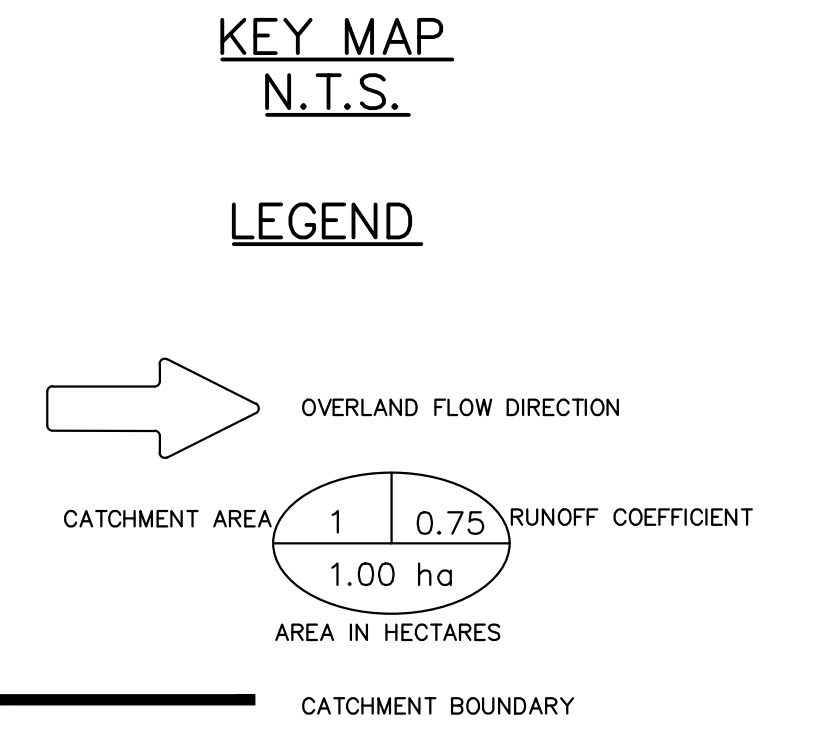 KEY MAP
N.T.S.
LEGEND
OVERLAND FLOW DIRECTION
CATCHMENT AREA 1 0.75 RUNOFF COEFFICIENT
1.00 ha
AREA IN HECTARES
CATCHMENT BOUNDARY